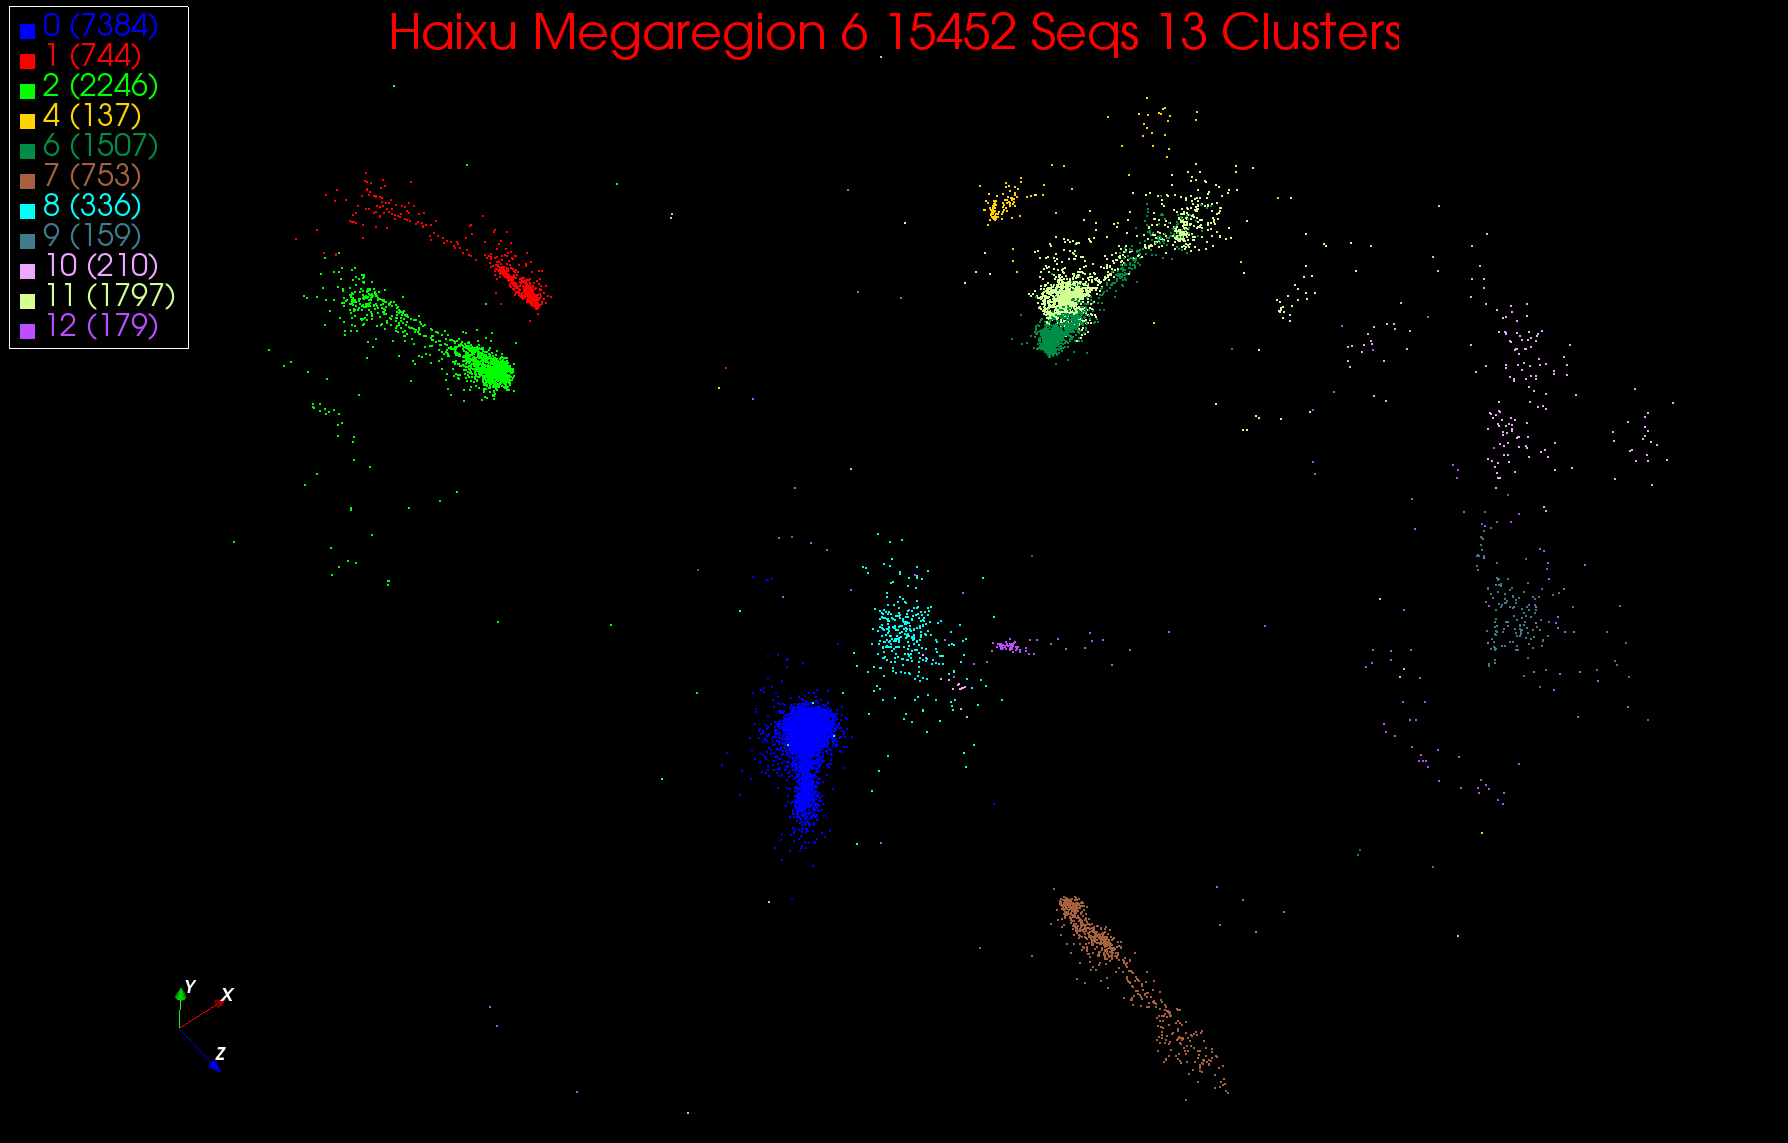 Haixu Megaregion 6 15452 Seqs 13 Clusters
0 (7384)
1 (744)
2 (2246)
4 (137)
6 (1507)
7 (753)
8 (336)
9 (159)
10 (210)
11 (1797)
12 (179)
Y
X
Z